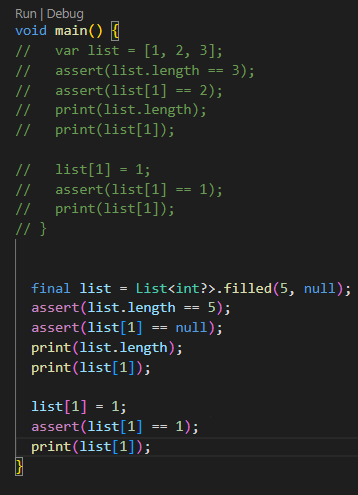 Run | Debug
void main() {
//   var list = [1, 2, 3];
//   assert(list.length == 3);
//   assert(list[1] == 2);
//   print(list.length);
//   print(list[1]);

//   list[1] = 1;
//   assert(list[1] == 1);
//   print(list[1]);
// }


  final list = List<int?>.filled(5, null);
  assert(list.length == 5);
  assert(list[1] == null);
  print(list.length);
  print(list[1]);

  list[1] = 1;
  assert(list[1] == 1);
  print(list[1]);
}